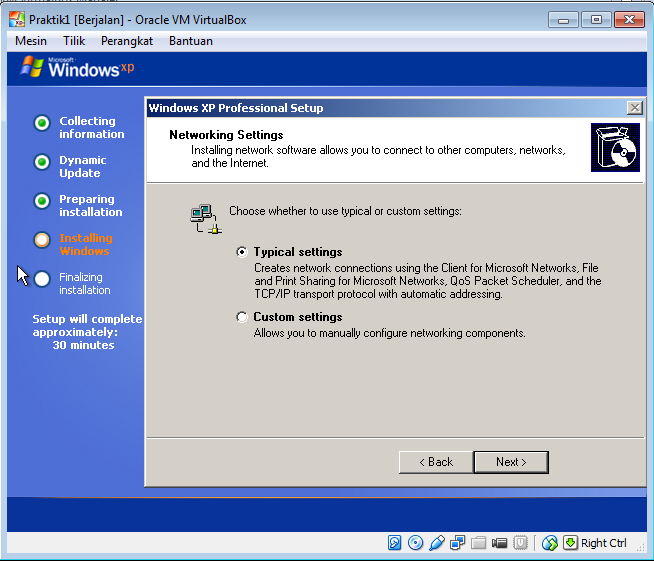 Praktik1 [Berjalan] - Oracle VM VirtualBox
Mesin Tilik Perangkat Bantuan
Microsoft
Windows xp
Collecting
information
Dynamic
Update
Preparing
installation
Installing
Windows
Finalizing
installation
Setup will complete
approximately:
30 minutes
Windows XP Professional Setup
Networking Settings
Installing network software allows you to connect to other computers, networks,
and the Internet.
Choose whether to use typical or custom settings:
Typical settings
Creates network connections using the Client for Microsoft Networks, File
and Print Sharing for Microsoft Networks, QoS Packet Scheduler, and the
TCP/IP transport protocol with automatic addressing.
Custom settings
Allows you to manually configure networking components.
< Back
Next >
Right Ctrl